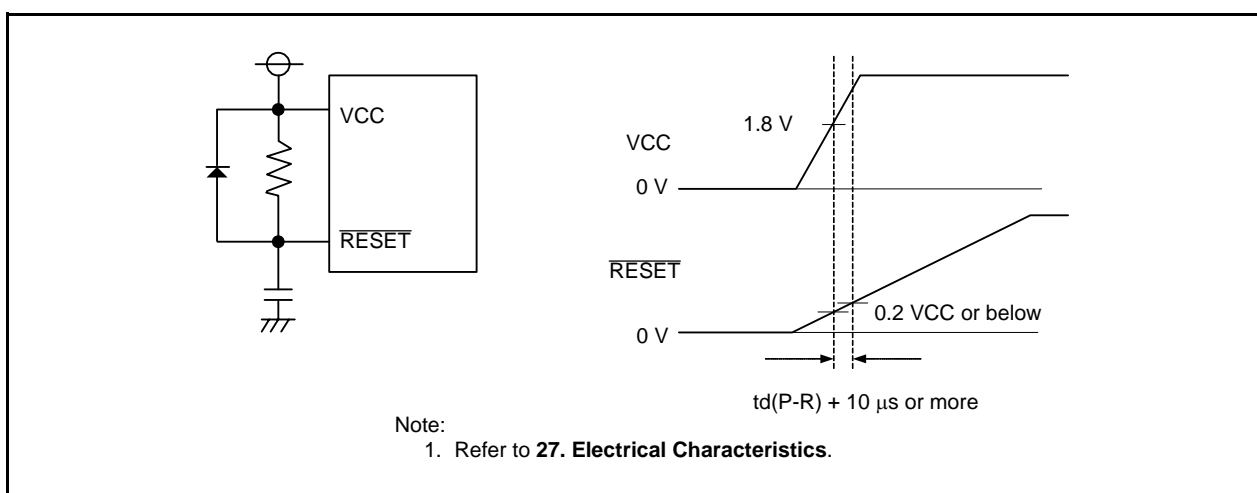 VCC
RESET
1.8 V
VCC
0 V
RESET
0.2 VCC or below
0 V
td(P-R) + 10 μs or more
Note:
1. Refer to 27. Electrical Characteristics.